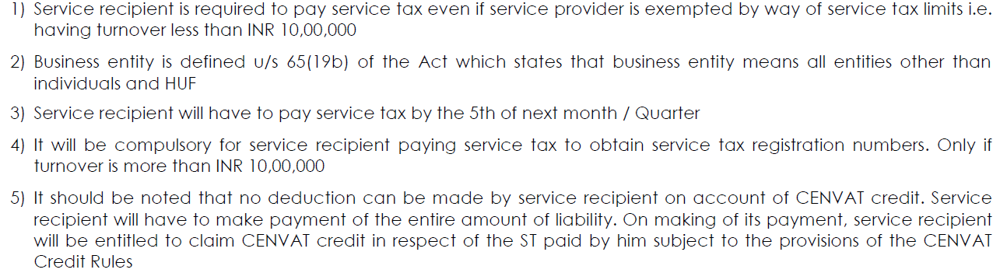 1) Service recipient is required to pay service tax even if service provider is exempted by way of service tax limits i.e.
having turnover less than INR 10,00,000
2) Business entity is defined u/s 65(19b) of the Act which states that business entity means all entities other than
individuals and HUF
3) Service recipient will have to pay service tax by the 5th of next month / Quarter
4) It will be compulsory for service recipient paying service tax to obtain service tax registration numbers. Only if
turnover is more than INR 10,00,000
5) It should be noted that no deduction can be made by service recipient on account of CENVAT credit. Service
recipient will have to make payment of the entire amount of liability. On making of its payment, service recipient
will be entitled to claim CENVAT credit in respect of the ST paid by him subject to the provisions of the CENVAT
Credit Rules